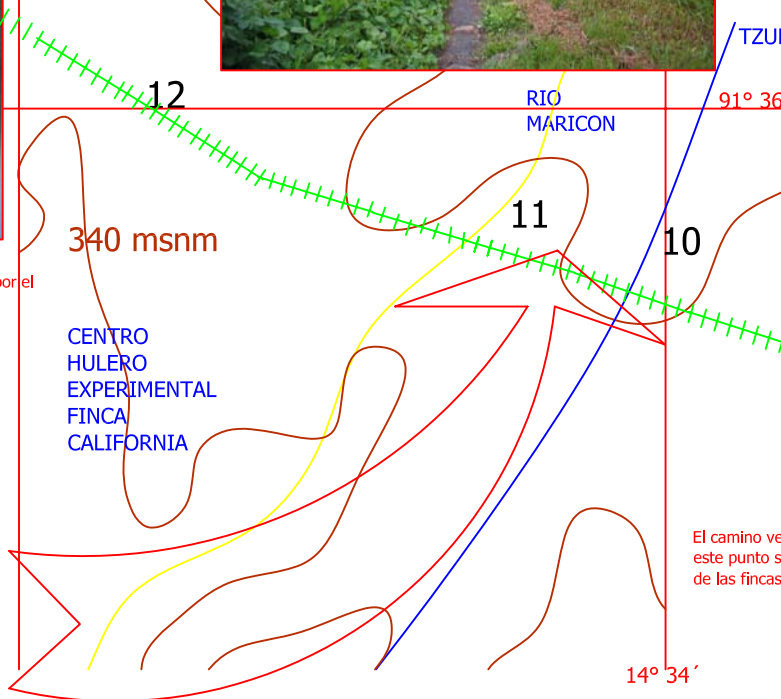 TZUI
12
RIO
MARICON
91° 36
11
340 msnm
10
por el
CENTRO
HULERO
EXPERIMENTAL
FINCA
CALIFORNIA
El camino ve
este punto s
de las fincas
14° 34´